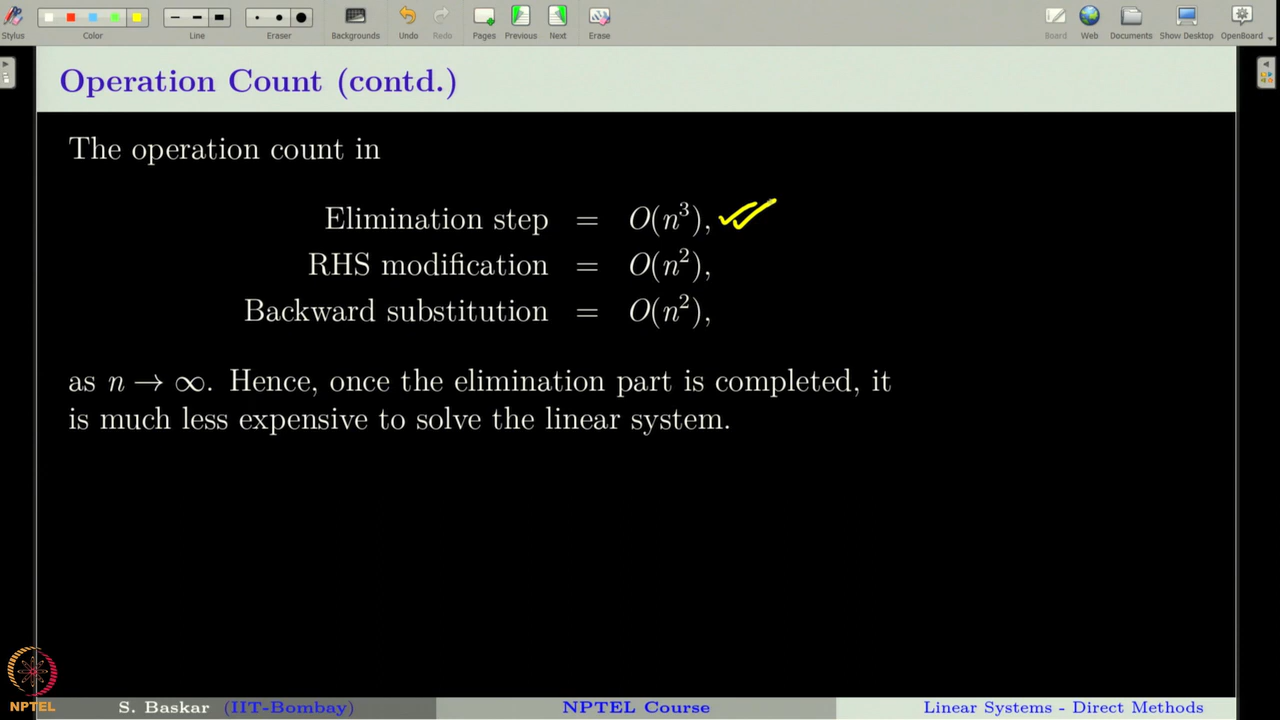 Stylus
Color
Line
Eraser
Backgrounds
Undo
Redo
Pages
Previous
Next
Erase
Board
Web
Documents
Show Desktop
OpenBoard
Operation Count (contd.)
The operation count in
Elimination step = O(n³),
RHS modification = O(n²),
Backward substitution = O(n²),
as n → ∞. Hence, once the elimination part is completed, it
is much less expensive to solve the linear system.
NPTEL
S. Baskar (IIT-Bombay)
NPTEL Course
Linear Systems - Direct Methods